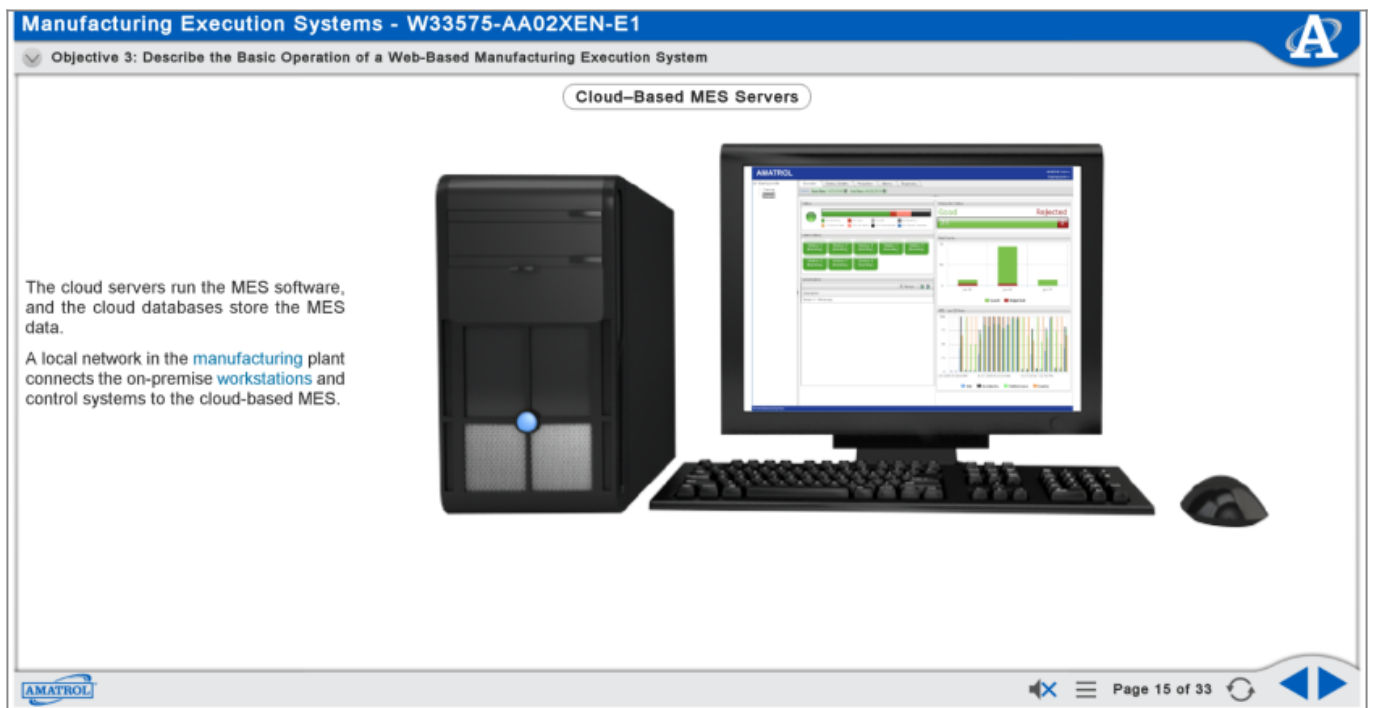 Manufacturing Execution Systems - W33575-AA02XEN-E1
Objective 3: Describe the Basic Operation of a Web-Based Manufacturing Execution System
A
Cloud–Based MES Servers
The cloud servers run the MES software,
and the cloud databases store the MES
data.
A local network in the manufacturing plant
connects the on-premise workstations and
control systems to the cloud-based MES.
AMATROL
Good Rejected
Good Rejected
AMATROL
Page 15 of 33